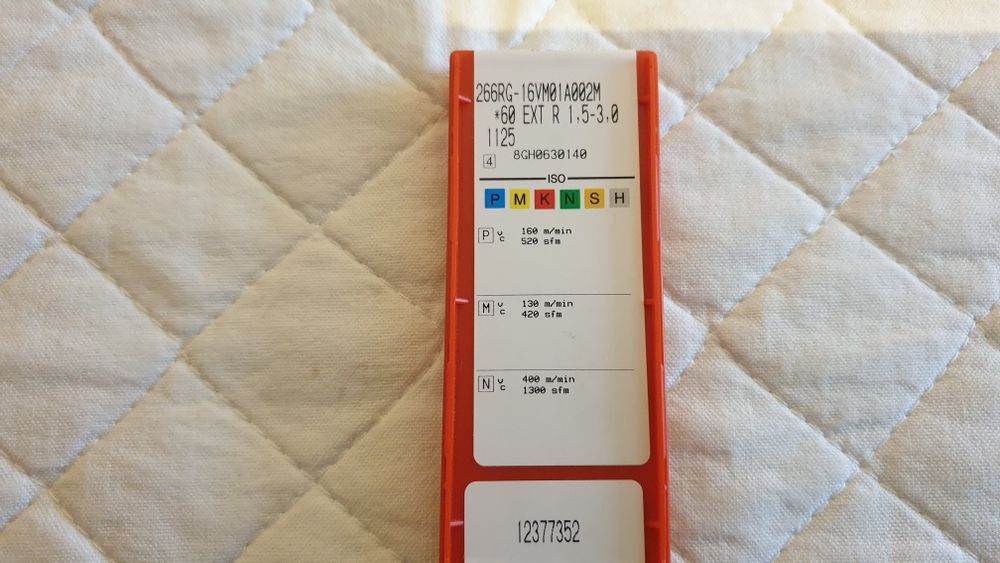 266RG-16VM01A002M
*60 EXT R 1,5-3,0
1125
4 8GH0630140
ISO
P M K N S H
P vc 160 m/min
520 sfm
M vc 130 m/min
420 sfm
N vc 400 m/min
1300 sfm
12377352